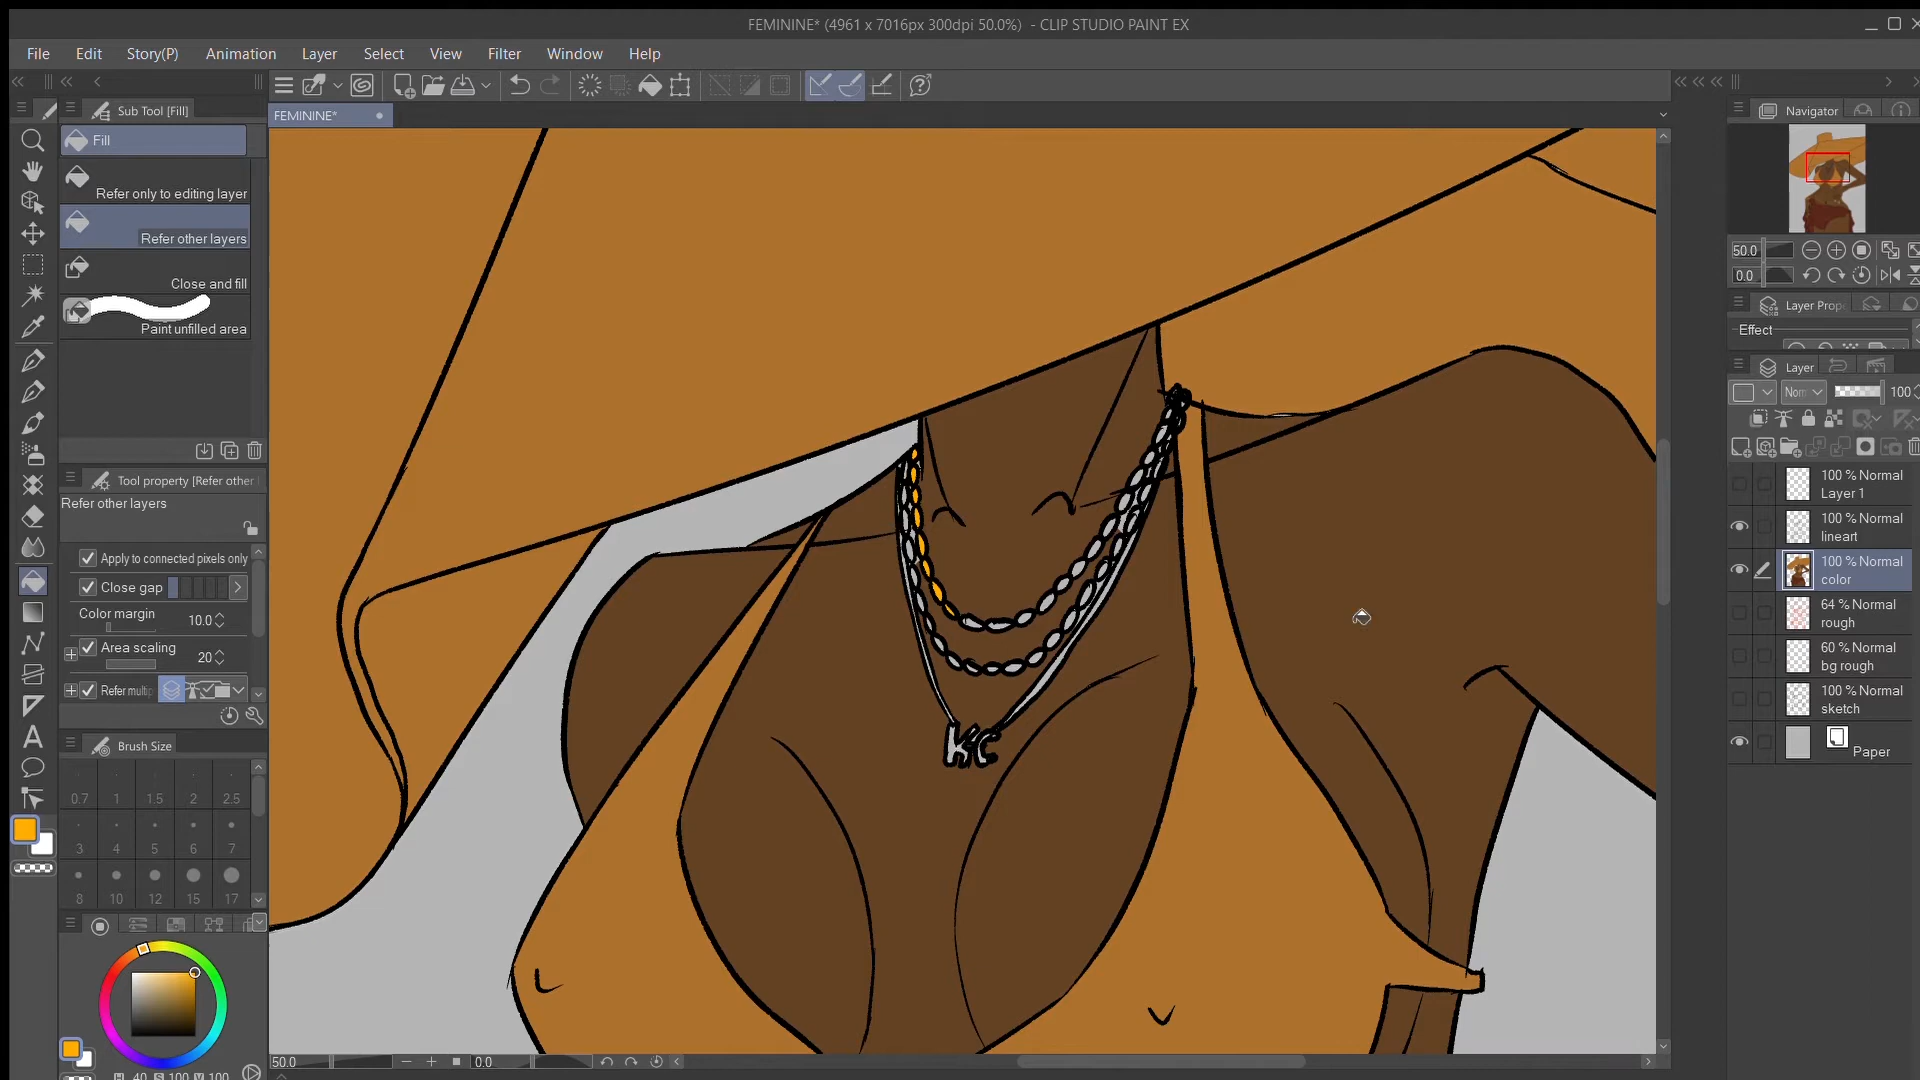 FEMININE* (4961 x 7016px 300dpi 50.0%) - CLIP STUDIO PAINT EX
File Edit Story(P) Animation Layer Select View Filter Window Help
Sub Tool [Fill]
FEMININE*
Navigator
Fill
Refer only to editing layer
Refer other layers
Close and fill
Paint unfilled area
50.0
0.0
Layer Prop
Effect
Layer
Norm
100
Tool property [Refer other
Refer other layers
Apply to connected pixels only
Close gap
Color margin
10.0
Area scaling
20
Refer multip
100 % Normal
Layer 1
100 % Normal
lineart
100 % Normal
color
64 % Normal
rough
60 % Normal
bg rough
100 % Normal
sketch
Paper
KC
Brush Size
0.7 1 1.5 2 2.5
3 4 5 6 7
8 10 12 15 17
50.0 0.0
H 40 S 100 V 100